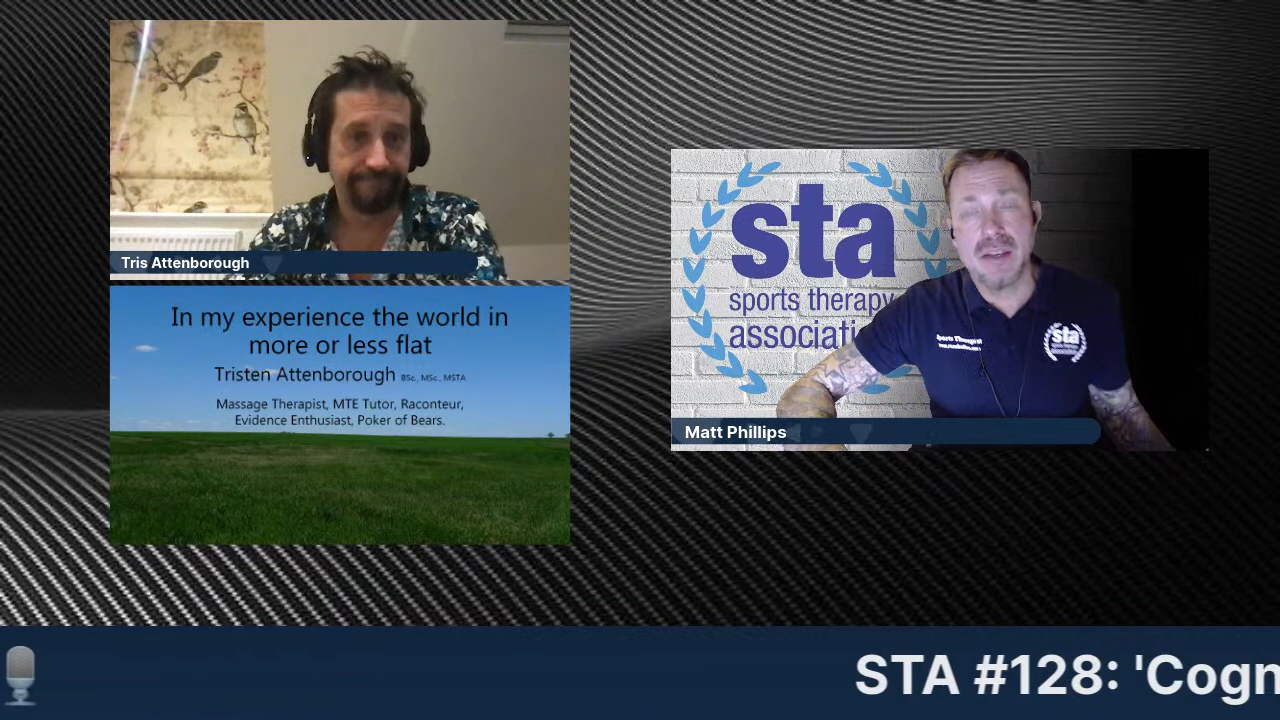 Tris Attenborough
In my experience the world in
more or less flat
Tristen Attenborough BSc., MSc., MSTA
Massage Therapist, MTE Tutor, Raconteur,
Evidence Enthusiast, Poker of Bears.
sta
sports therapy
associati
sta
Matt Phillips
STA #128: 'Cogn